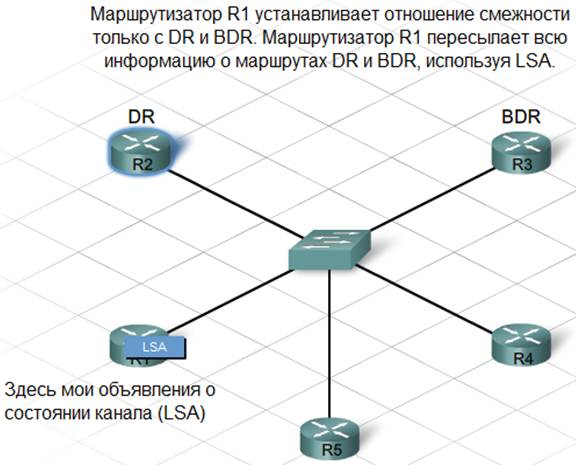 Маршрутизатор R1 устанавливает отношение смежности
только с DR и BDR. Маршрутизатор R1 пересылает всю
информацию о маршрутах DR и BDR, используя LSA.
DR
BDR
R2
R3
LSA
R1
R4
Здесь мои объявления о
состоянии канала (LSA)
R5